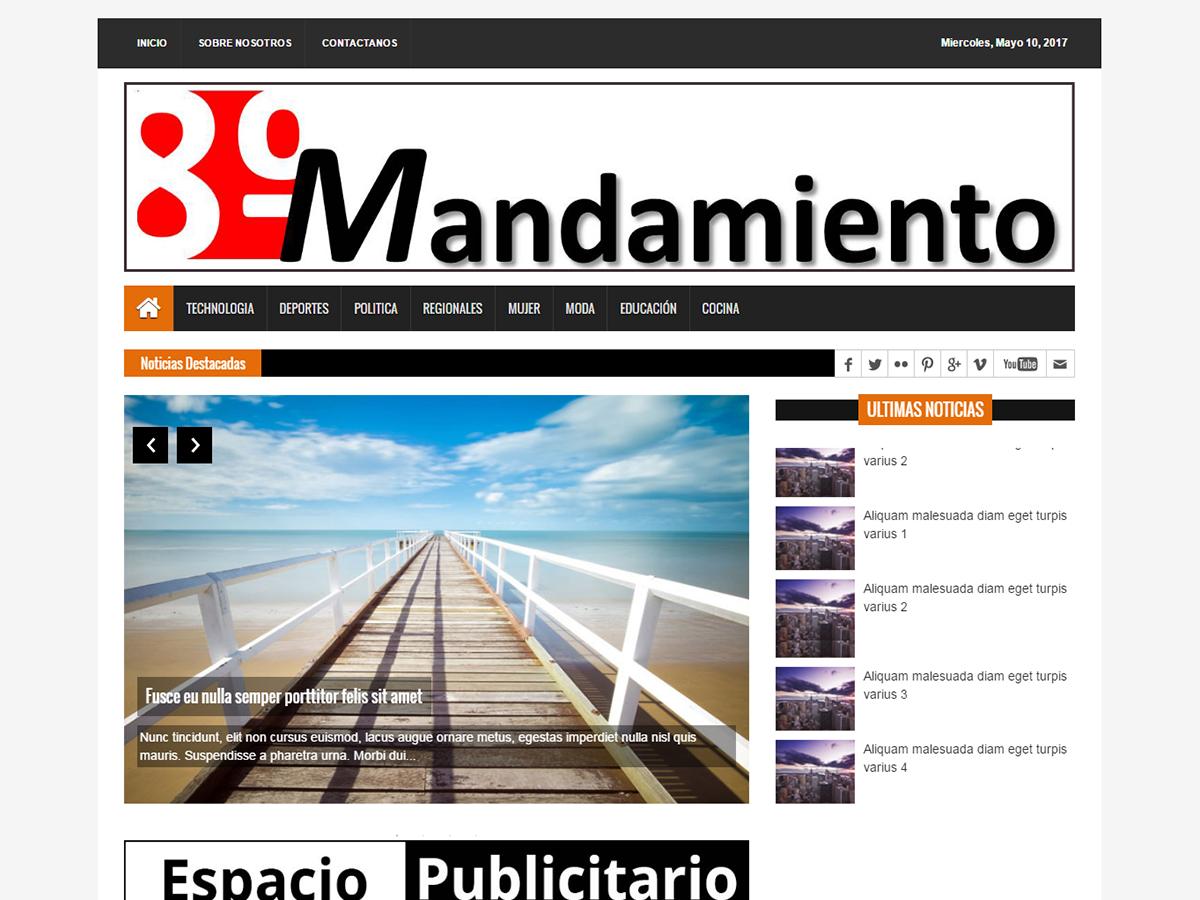 INICIO SOBRE NOSOTROS CONTACTANOS Miercoles, Mayo 10, 2017
8º Mandamiento
TECHNOLOGIA DEPORTES POLITICA REGIONALES MUJER MODA EDUCACIÓN COCINA
Noticias Destacadas
You Tube
ULTIMAS NOTICIAS
varius 2
Aliquam malesuada diam eget turpis
varius 1
Aliquam malesuada diam eget turpis
varius 2
Aliquam malesuada diam eget turpis
varius 3
Aliquam malesuada diam eget turpis
varius 4
Fusce eu nulla semper porttitor felis sit amet
Nunc tincidunt, elit non cursus euismod, lacus augue ornare metus, egestas imperdiet nulla nisl quis
mauris. Suspendisse a pharetra urna. Morbi dui...
Espacio Publicitario